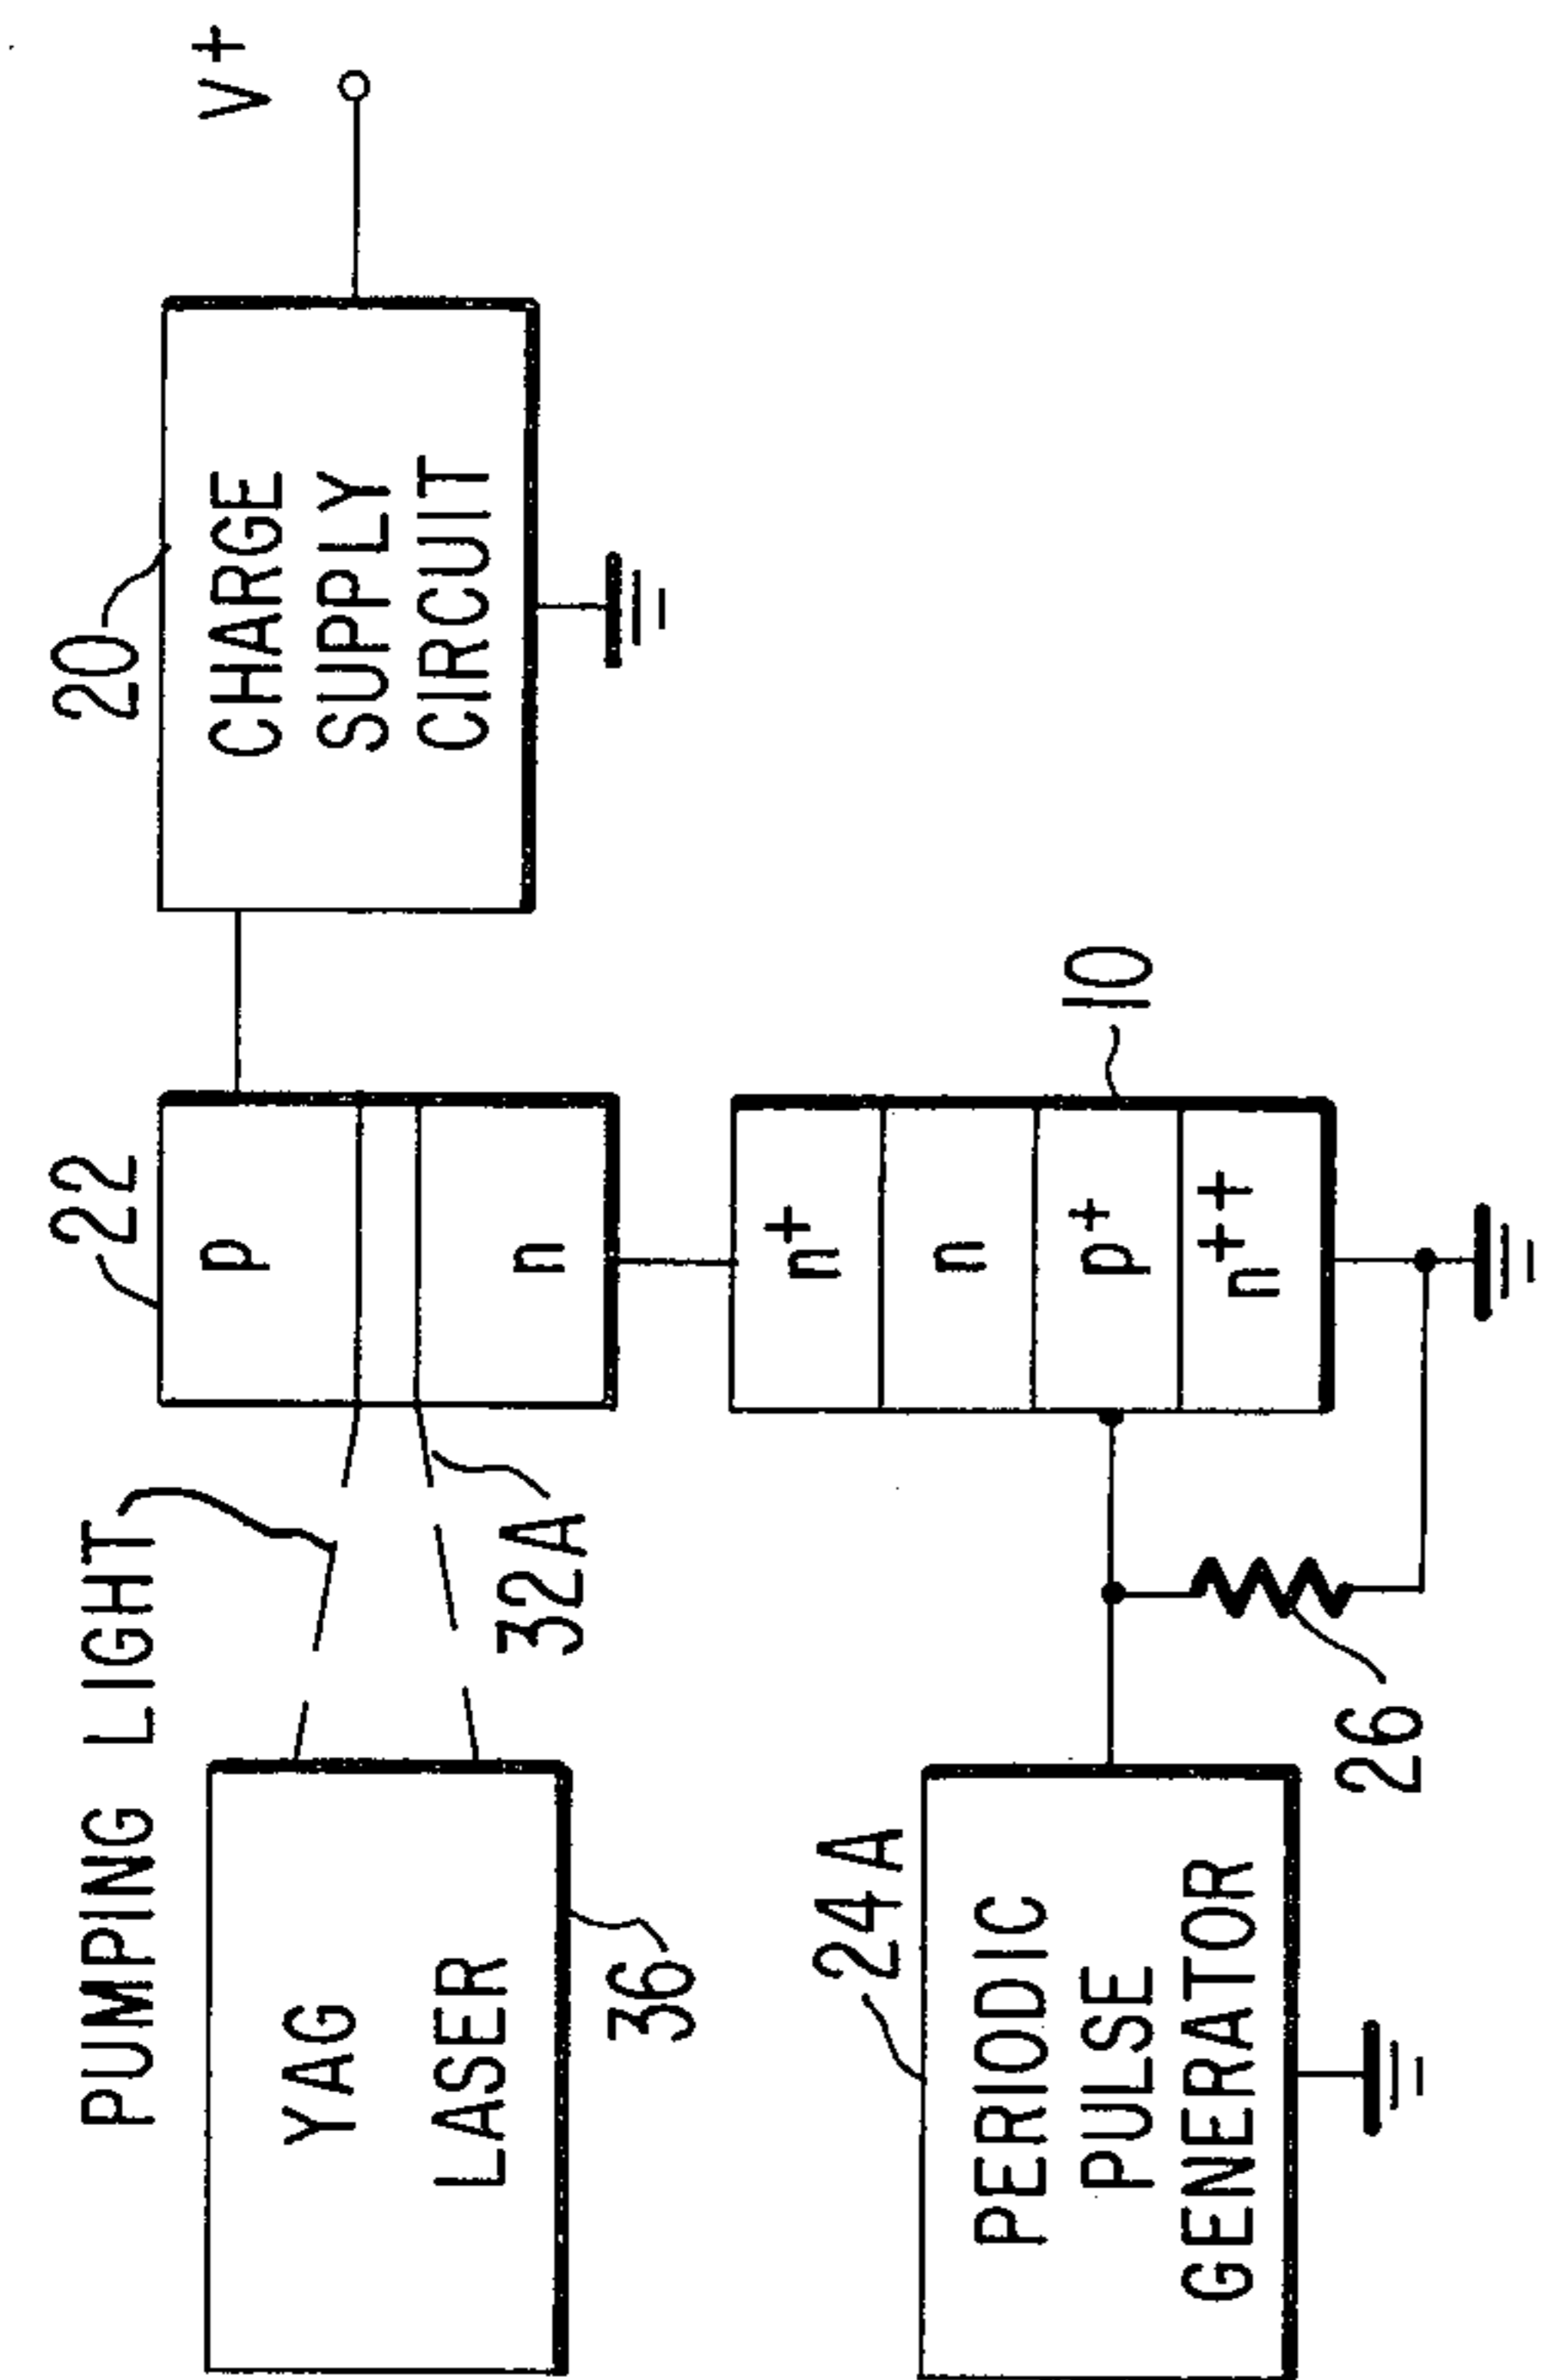 V+
20
CHARGE
SUPPLY
CIRCUIT
22
p
n
10
n+
n
p+
n++
PUMPING LIGHT
32A
YAG
LASER
36
26
24A
PERIODIC
PULSE
GENERATOR